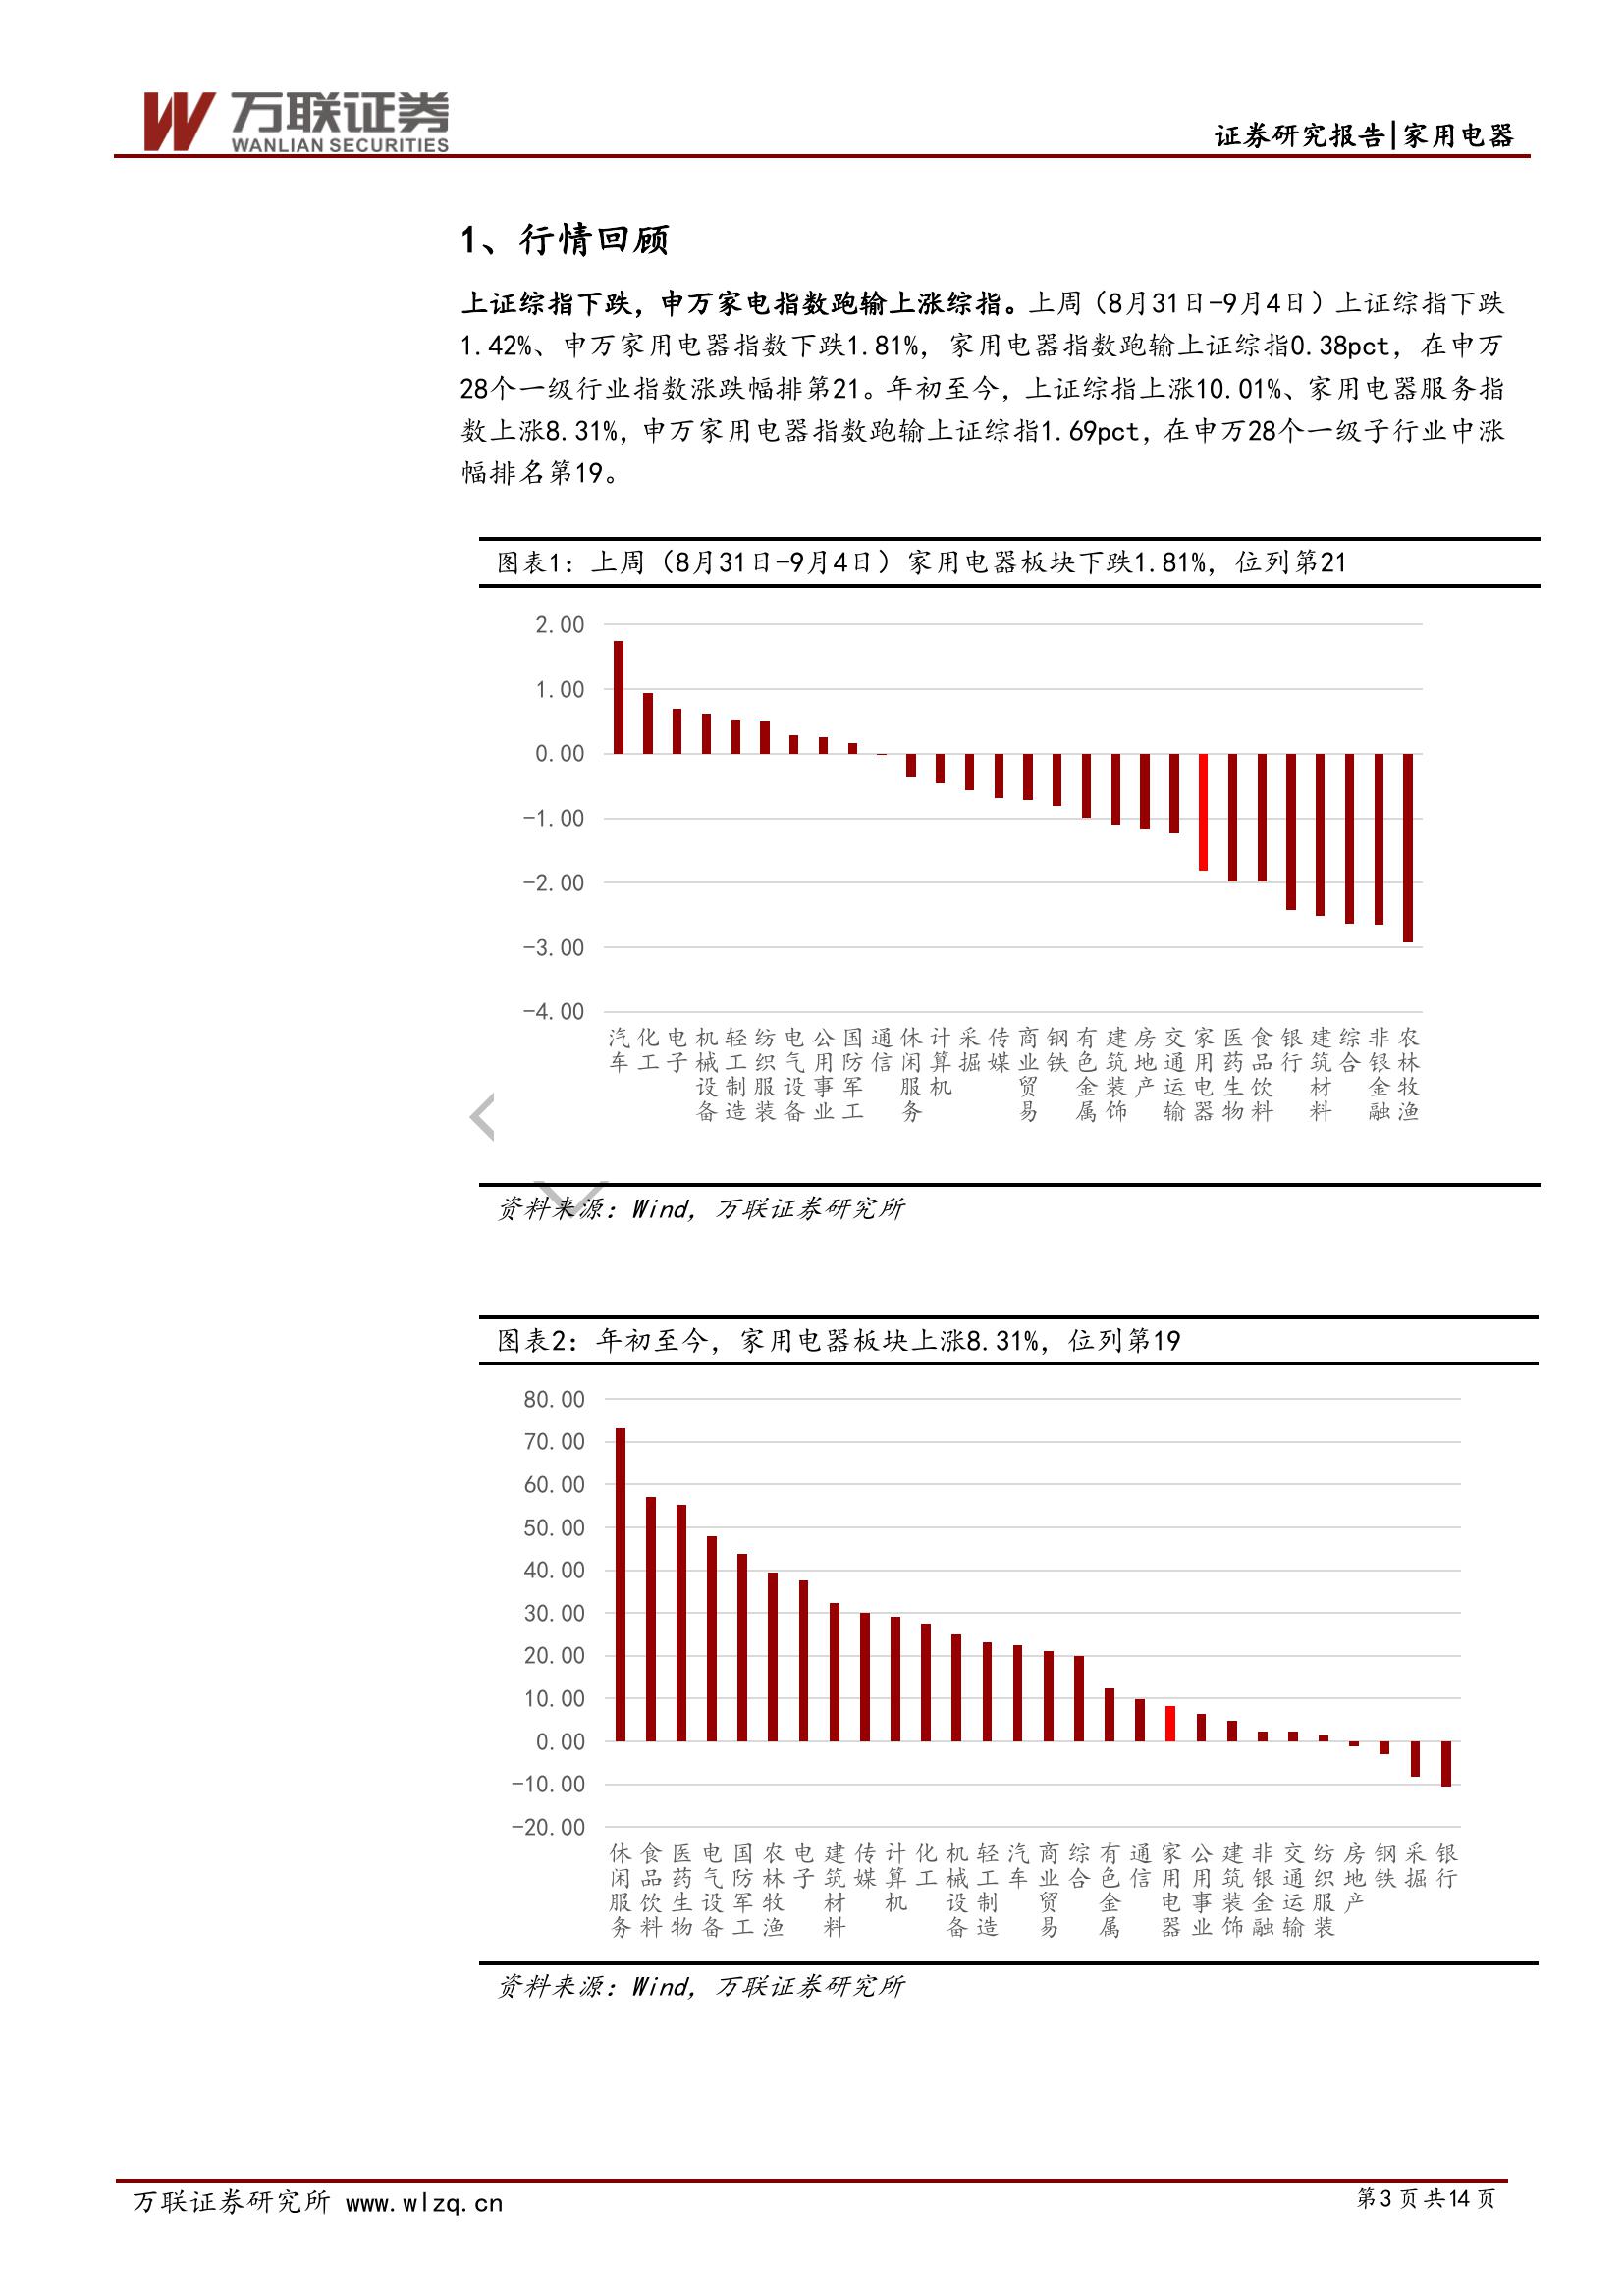 万联证券
WANLIAN SECURITIES
证券研究报告|家用电器
1、行情回顾
上证综指下跌，申万家电指数跑输上涨综指。上周（8月31日-9月4日）上证综指下跌
1.42%、申万家用电器指数下跌1.81%，家用电器指数跑输上证综指0.38pct，在申万
28个一级行业指数涨跌幅排第21。年初至今，上证综指上涨10.01%、家用电器服务指
数上涨8.31%，申万家用电器指数跑输上证综指1.69pct，在申万28个一级子行业中涨
幅排名第19。
图表1：上周（8月31日-9月4日）家用电器板块下跌1.81%，位列第21
2.00
1.00
0.00
-1.00
-2.00
-3.00
-4.00
汽车
化工
电子
机械设备
轻工制造
纺织服装
电气设备
公用事业
国防军工
通信
休闲服务
计算机
采掘
传媒
商业贸易
钢铁
有色金属
建筑装饰
房地产
交通运输
家用电器
医药生物
食品饮料
银行
建筑材料
综合
非银金融
农林牧渔
资料来源：Wind，万联证券研究所
图表2：年初至今，家用电器板块上涨8.31%，位列第19
80.00
70.00
60.00
50.00
40.00
30.00
20.00
10.00
0.00
-10.00
-20.00
休闲服务
食品饮料
医药生物
电气设备
国防军工
农林牧渔
电子
建筑材料
传媒
计算机
化工
机械设备
轻工制造
汽车
商业贸易
综合
有色金属
通信
家用电器
公用事业
建筑装饰
非银金融
交通运输
纺织服装
房地产
钢铁
采掘
银行
资料来源：Wind，万联证券研究所
万联证券研究所 www.wlzq.cn
第3页共14页